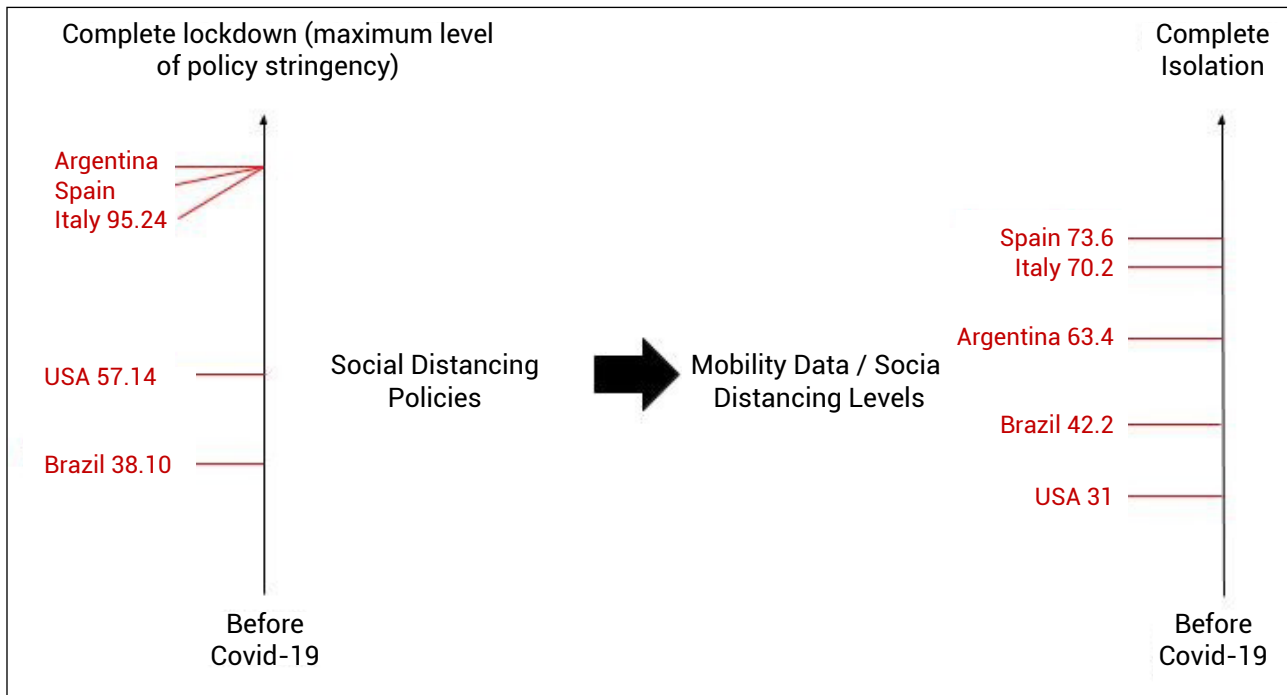 Complete lockdown (maximum level
of policy stringency)
Argentina
Spain
Italy 95.24
USA 57.14
Brazil 38.10
Before
Covid-19
Social Distancing
Policies
Mobility Data / Socia
Distancing Levels
Complete
Isolation
Spain 73.6
Italy 70.2
Argentina 63.4
Brazil 42.2
USA 31
Before
Covid-19